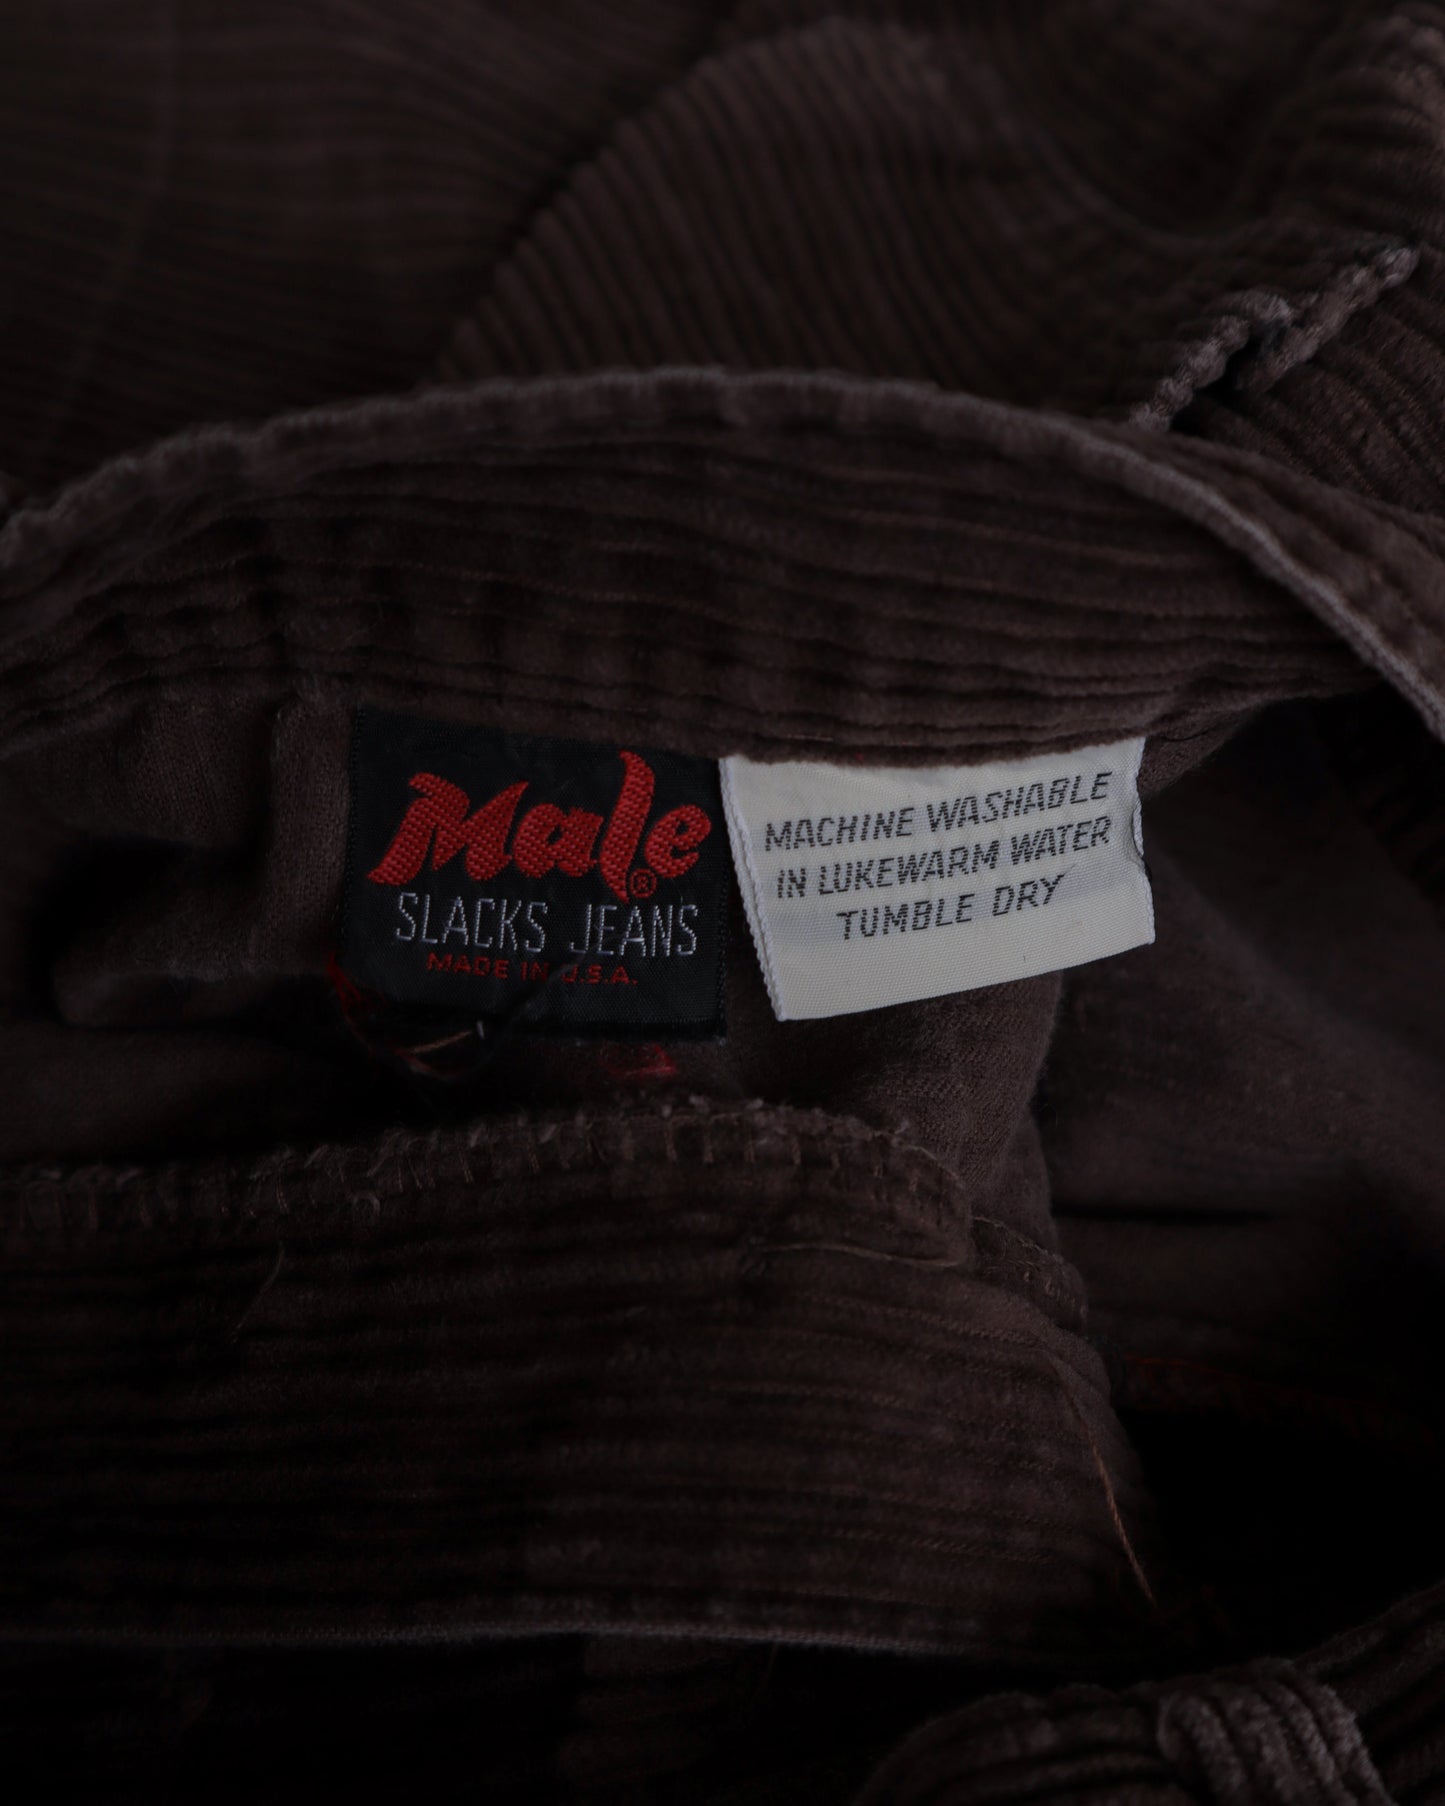 Male®
SLACKS JEANS
MADE IN U.S.A.
MACHINE WASHABLE
IN LUKEWARM WATER
TUMBLE DRY